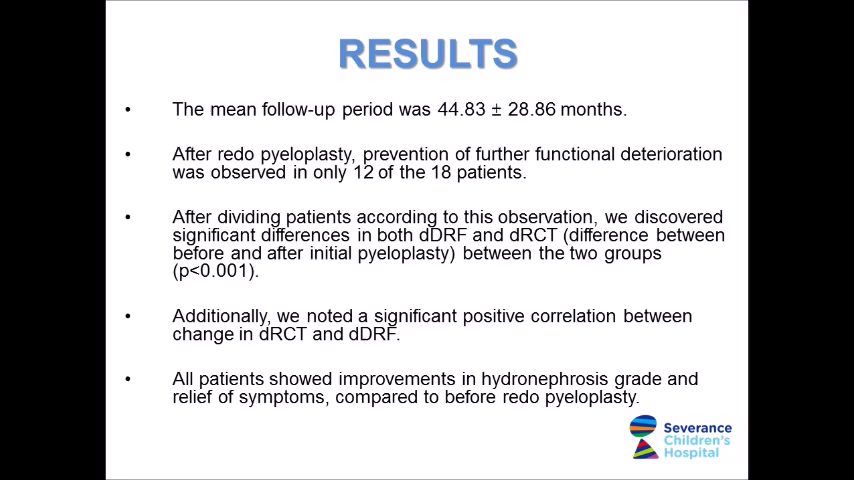 RESULTS
• The mean follow-up period was 44.83 ± 28.86 months.
• After redo pyeloplasty, prevention of further functional deterioration
was observed in only 12 of the 18 patients.
• After dividing patients according to this observation, we discovered
significant differences in both dDRF and dRCT (difference between
before and after initial pyeloplasty) between the two groups
(p<0.001).
• Additionally, we noted a significant positive correlation between
change in dRCT and dDRF.
• All patients showed improvements in hydronephrosis grade and
relief of symptoms, compared to before redo pyeloplasty.
Severance
Children's
Hospital